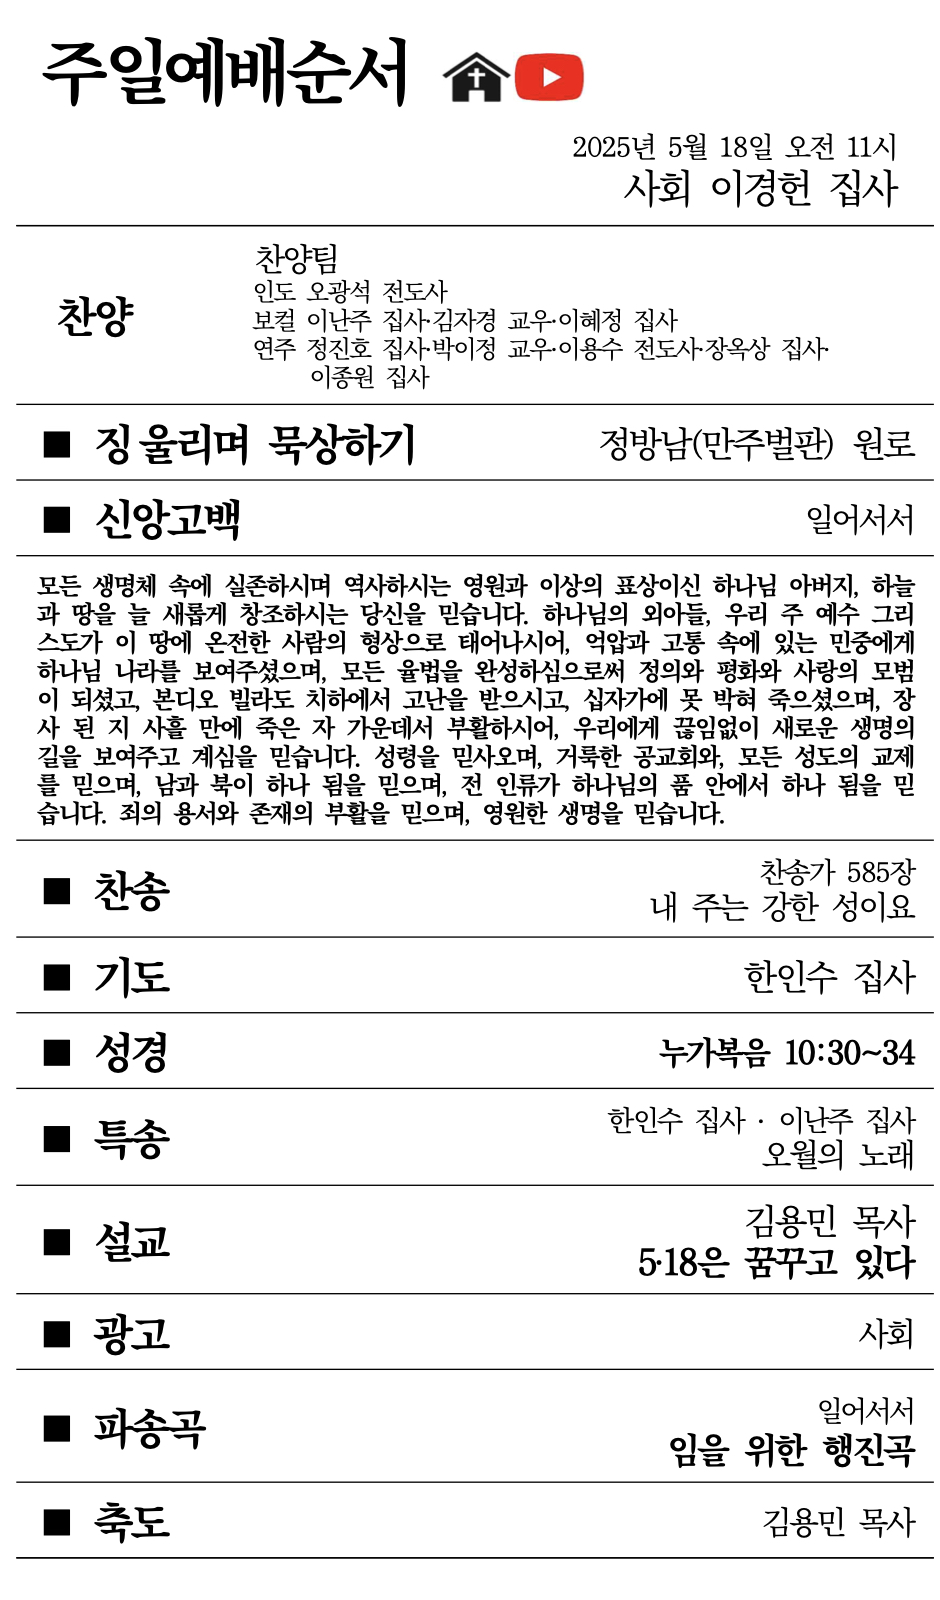 주일예배순서
2025년 5월 18일 오전 11시
사회 이경헌 집사
찬양
찬양팀
인도 오광석 전도사
보컬 이난주 집사·김자경 교우·이혜정 집사
연주 정진호 집사·박이정 교우·이용수 전도사·장옥상 집사·
이종원 집사
■ 징 울리며 묵상하기 정방남(만주벌판) 원로
■ 신앙고백 일어서서
모든 생명체 속에 실존하시며 역사하시는 영원과 이상의 표상이신 하나님 아버지, 하늘
과 땅을 늘 새롭게 창조하시는 당신을 믿습니다. 하나님의 외아들, 우리 주 예수 그리
스도가 이 땅에 온전한 사람의 형상으로 태어나시어, 억압과 고통 속에 있는 민중에게
하나님 나라를 보여주셨으며, 모든 율법을 완성하심으로써 정의와 평화와 사랑의 모범
이 되셨고, 본디오 빌라도 치하에서 고난을 받으시고, 십자가에 못 박혀 죽으셨으며, 장
사 된 지 사흘 만에 죽은 자 가운데서 부활하시어, 우리에게 끊임없이 새로운 생명의
길을 보여주고 계심을 믿습니다. 성령을 믿사오며, 거룩한 공교회와, 모든 성도의 교제
를 믿으며, 남과 북이 하나 됨을 믿으며, 전 인류가 하나님의 품 안에서 하나 됨을 믿
습니다. 죄의 용서와 존재의 부활을 믿으며, 영원한 생명을 믿습니다.
■ 찬송
찬송가 585장
내 주는 강한 성이요
■ 기도 한인수 집사
■ 성경 누가복음 10:30~34
■ 특송
한인수 집사 · 이난주 집사
오월의 노래
■ 설교
김용민 목사
5·18은 꿈꾸고 있다
■ 광고 사회
■ 파송곡
일어서서
임을 위한 행진곡
■ 축도 김용민 목사